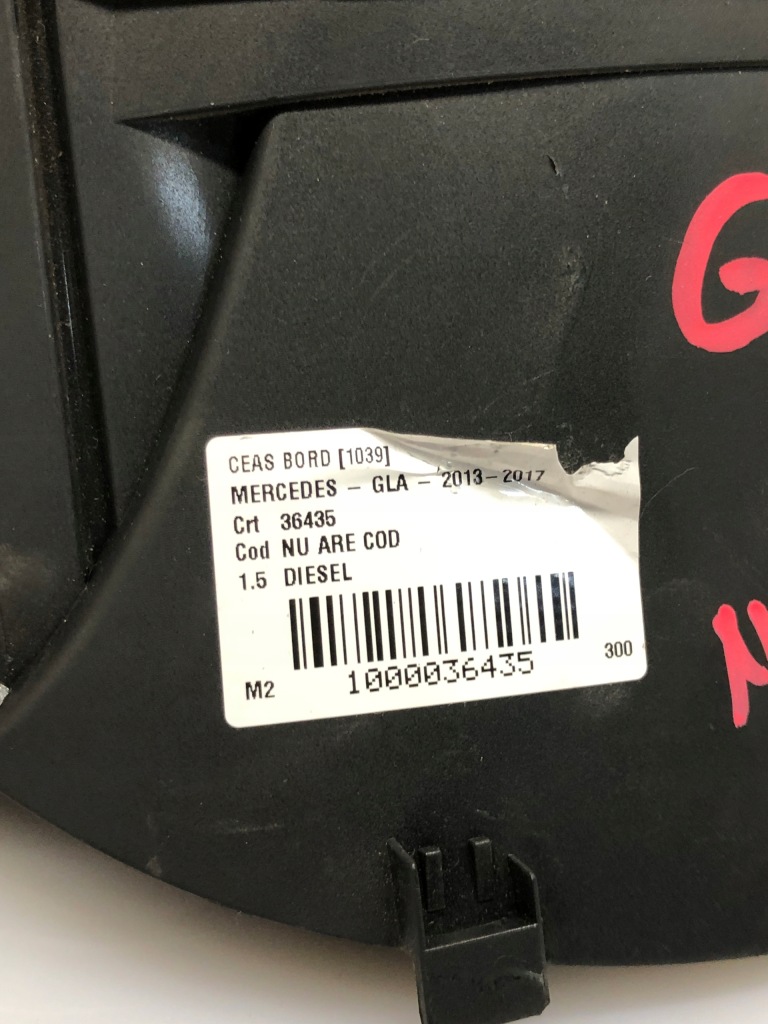 G
CEAS BORD [1039]
MERCEDES - GLA - 2013-2017
Crt 36435
Cod NU ARE COD
1.5 DIESEL
1000036435
M2
300